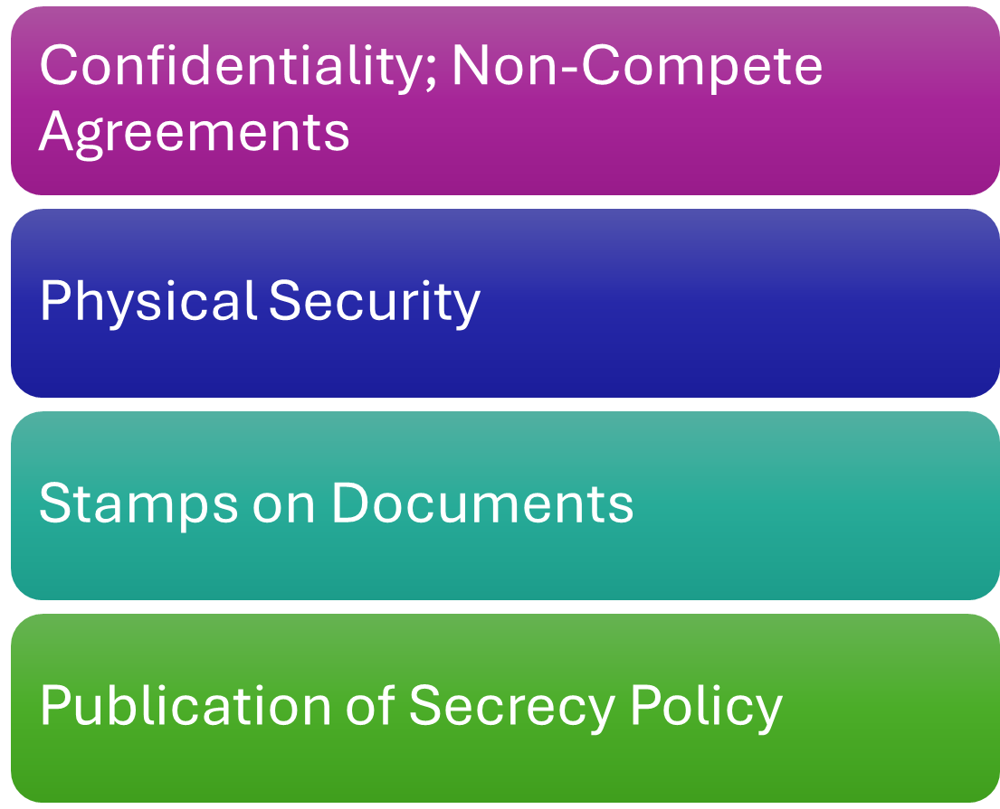 Confidentiality; Non-Compete
Agreements
Physical Security
Stamps on Documents
Publication of Secrecy Policy